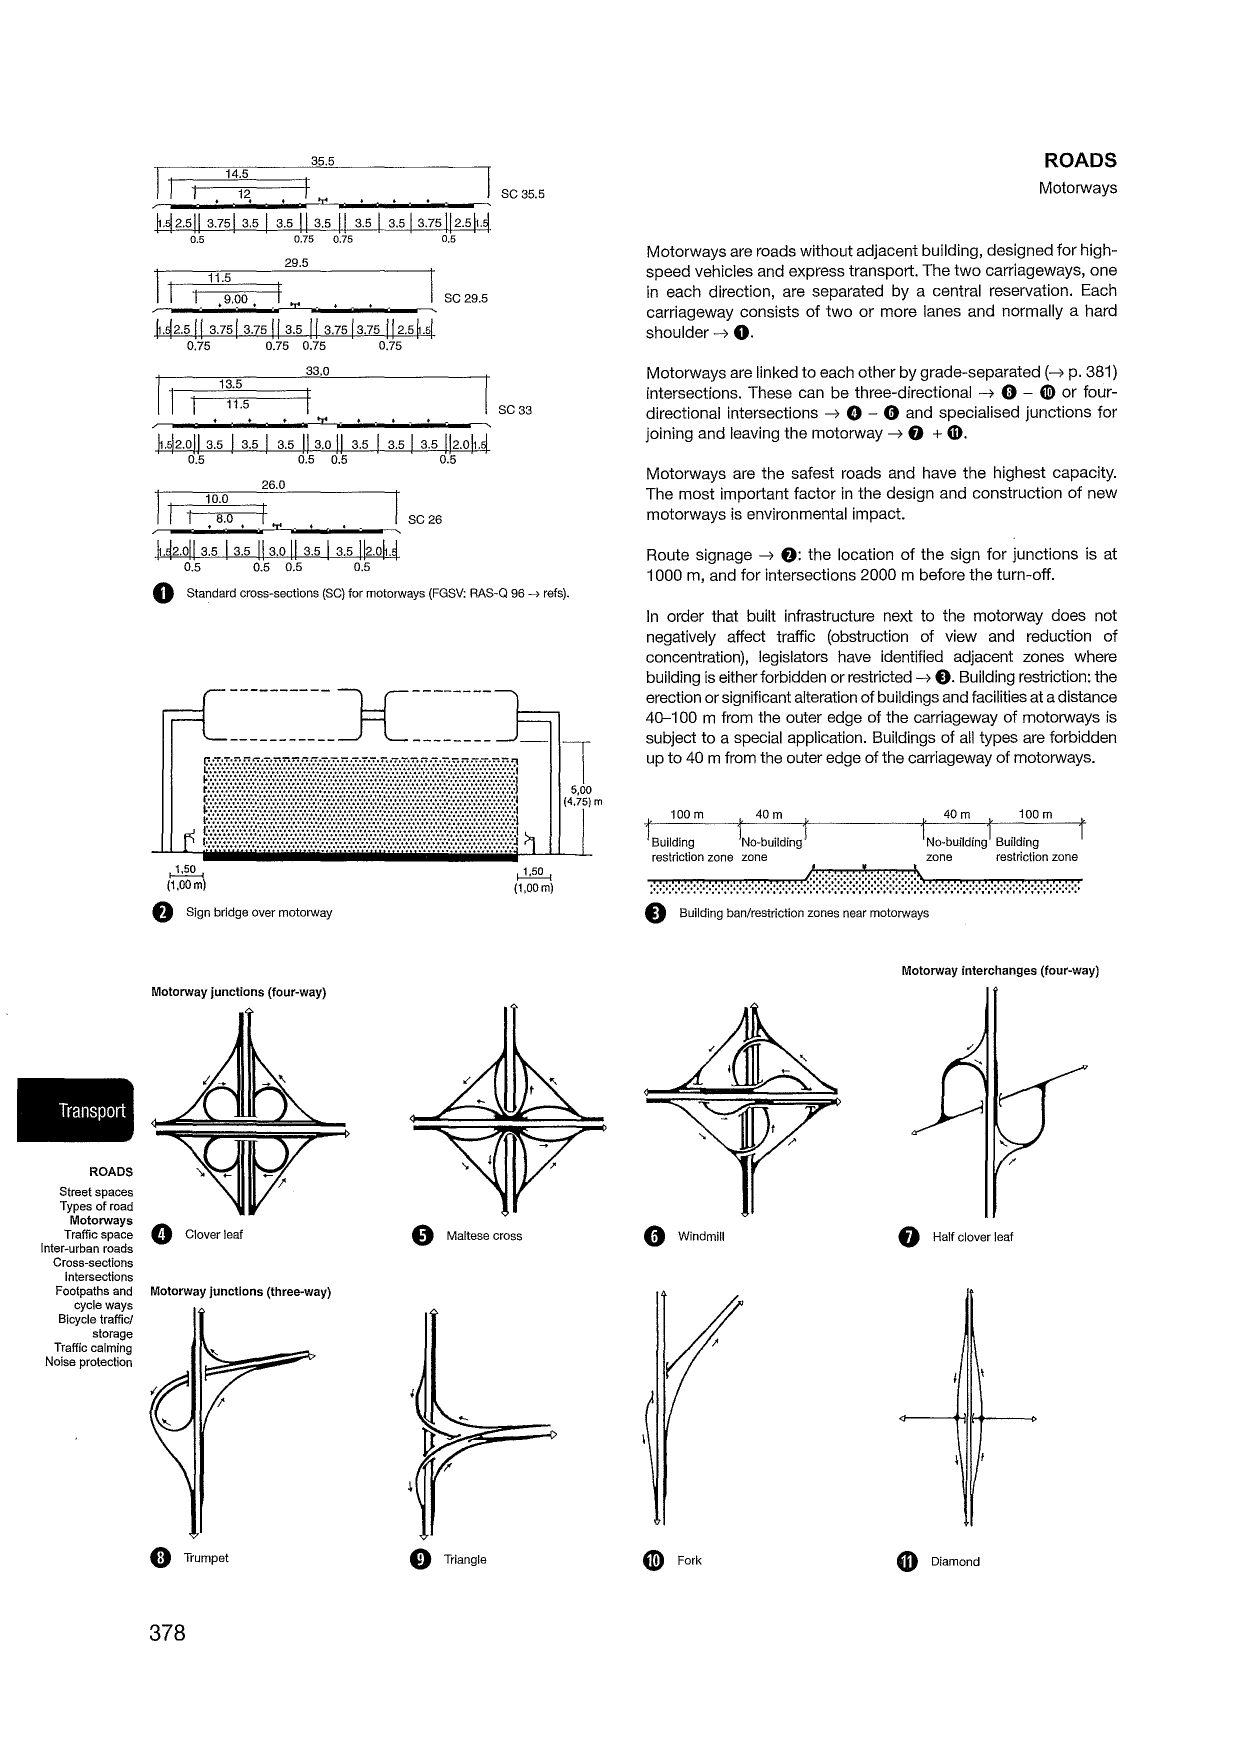 ROADS
Motorways
35.5
14.5
12
SC 35.5
1.5 2.5 3.75 3.5 3.5 3.5 3.5 3.5 3.75 2.5 1.5
0.5 0.75 0.75 0.5
29.5
11.5
9.00
SC 29.5
1.5 2.5 3.75 3.75 3.5 3.75 3.75 2.5 1.5
0.75 0.75 0.75 0.75
33.0
13.5
11.5
SC 33
1.5 2.0 3.5 3.5 3.5 3.0 3.5 3.5 3.5 2.0 1.5
0.5 0.5 0.5 0.5
26.0
10.0
8.0
SC 26
1.5 2.0 3.5 3.5 3.0 3.5 3.5 2.0 1.5
0.5 0.5 0.5 0.5
1 Standard cross-sections (SC) for motorways (FGSV: RAS-Q 96 → refs).
5,00
(4,75) m
1,50
(1,00 m)
1,50
(1,00 m)
2 Sign bridge over motorway
Motorways are roads without adjacent building, designed for high-
speed vehicles and express transport. The two carriageways, one
in each direction, are separated by a central reservation. Each
carriageway consists of two or more lanes and normally a hard
shoulder → 1.
Motorways are linked to each other by grade-separated (→ p. 381)
intersections. These can be three-directional → 8 – 10 or four-
directional intersections → 4 – 6 and specialised junctions for
joining and leaving the motorway → 7 + 11.
Motorways are the safest roads and have the highest capacity.
The most important factor in the design and construction of new
motorways is environmental impact.
Route signage → 2: the location of the sign for junctions is at
1000 m, and for intersections 2000 m before the turn-off.
In order that built infrastructure next to the motorway does not
negatively affect traffic (obstruction of view and reduction of
concentration), legislators have identified adjacent zones where
building is either forbidden or restricted → 3. Building restriction: the
erection or significant alteration of buildings and facilities at a distance
40–100 m from the outer edge of the carriageway of motorways is
subject to a special application. Buildings of all types are forbidden
up to 40 m from the outer edge of the carriageway of motorways.
100 m 40 m 40 m 100 m
Building No-building No-building Building
restriction zone zone zone restriction zone
3 Building ban/restriction zones near motorways
Motorway junctions (four-way)
Motorway interchanges (four-way)
4 Clover leaf
5 Maltese cross
6 Windmill
7 Half clover leaf
Transport
ROADS
Street spaces
Types of road
Motorways
Traffic space
Inter-urban roads
Cross-sections
Intersections
Footpaths and
cycle ways
Bicycle traffic/
storage
Traffic calming
Noise protection
Motorway junctions (three-way)
8 Trumpet
9 Triangle
10 Fork
11 Diamond
378